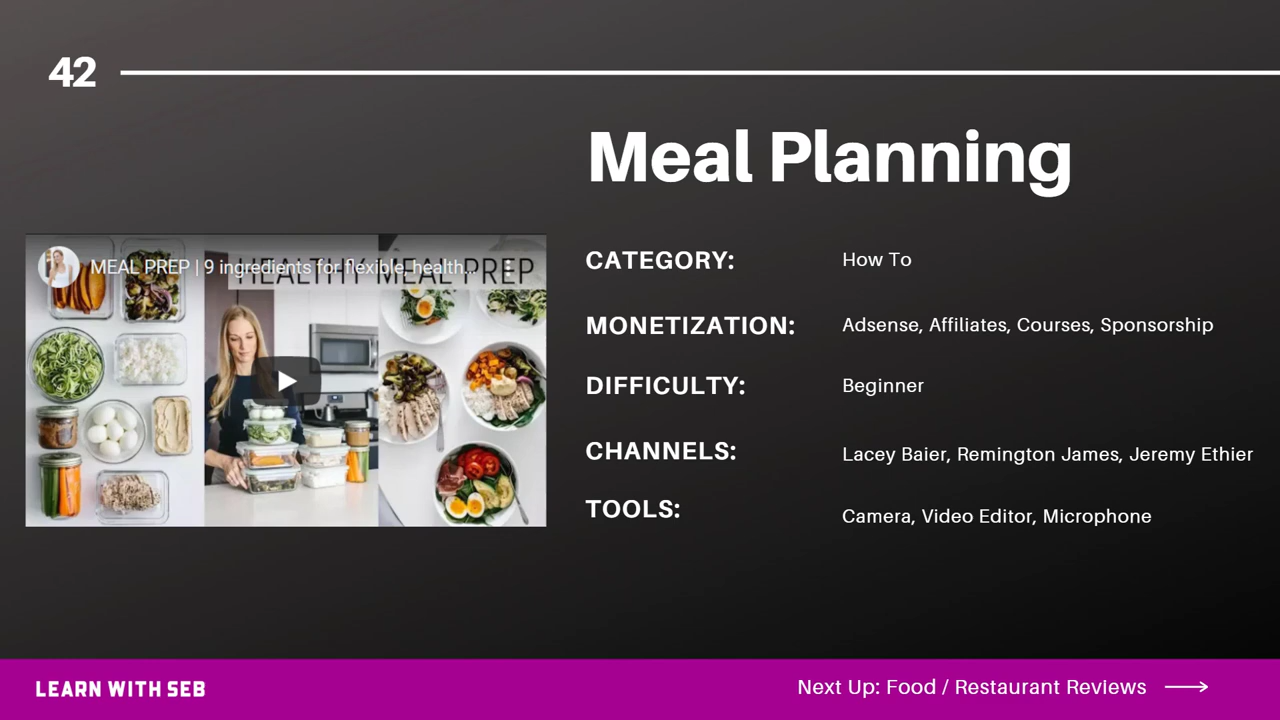 42
Meal Planning
MEAL PREP | 9 ingredients for flexible, health...
HEALTHY MEAL PREP
CATEGORY: How To
MONETIZATION: Adsense, Affiliates, Courses, Sponsorship
DIFFICULTY: Beginner
CHANNELS: Lacey Baier, Remington James, Jeremy Ethier
TOOLS: Camera, Video Editor, Microphone
LEARN WITH SEB
Next Up: Food / Restaurant Reviews